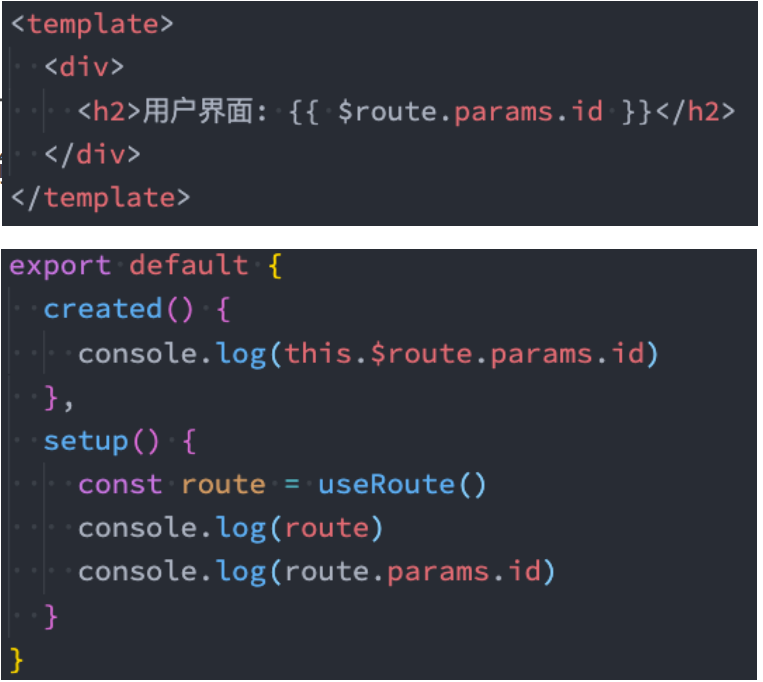 <template>
  <div>
    <h2>用户界面: {{ $route.params.id }}</h2>
  </div>
</template>
export default {
  created() {
    console.log(this.$route.params.id)
  },
  setup() {
    const route = useRoute()
    console.log(route)
    console.log(route.params.id)
  }
}